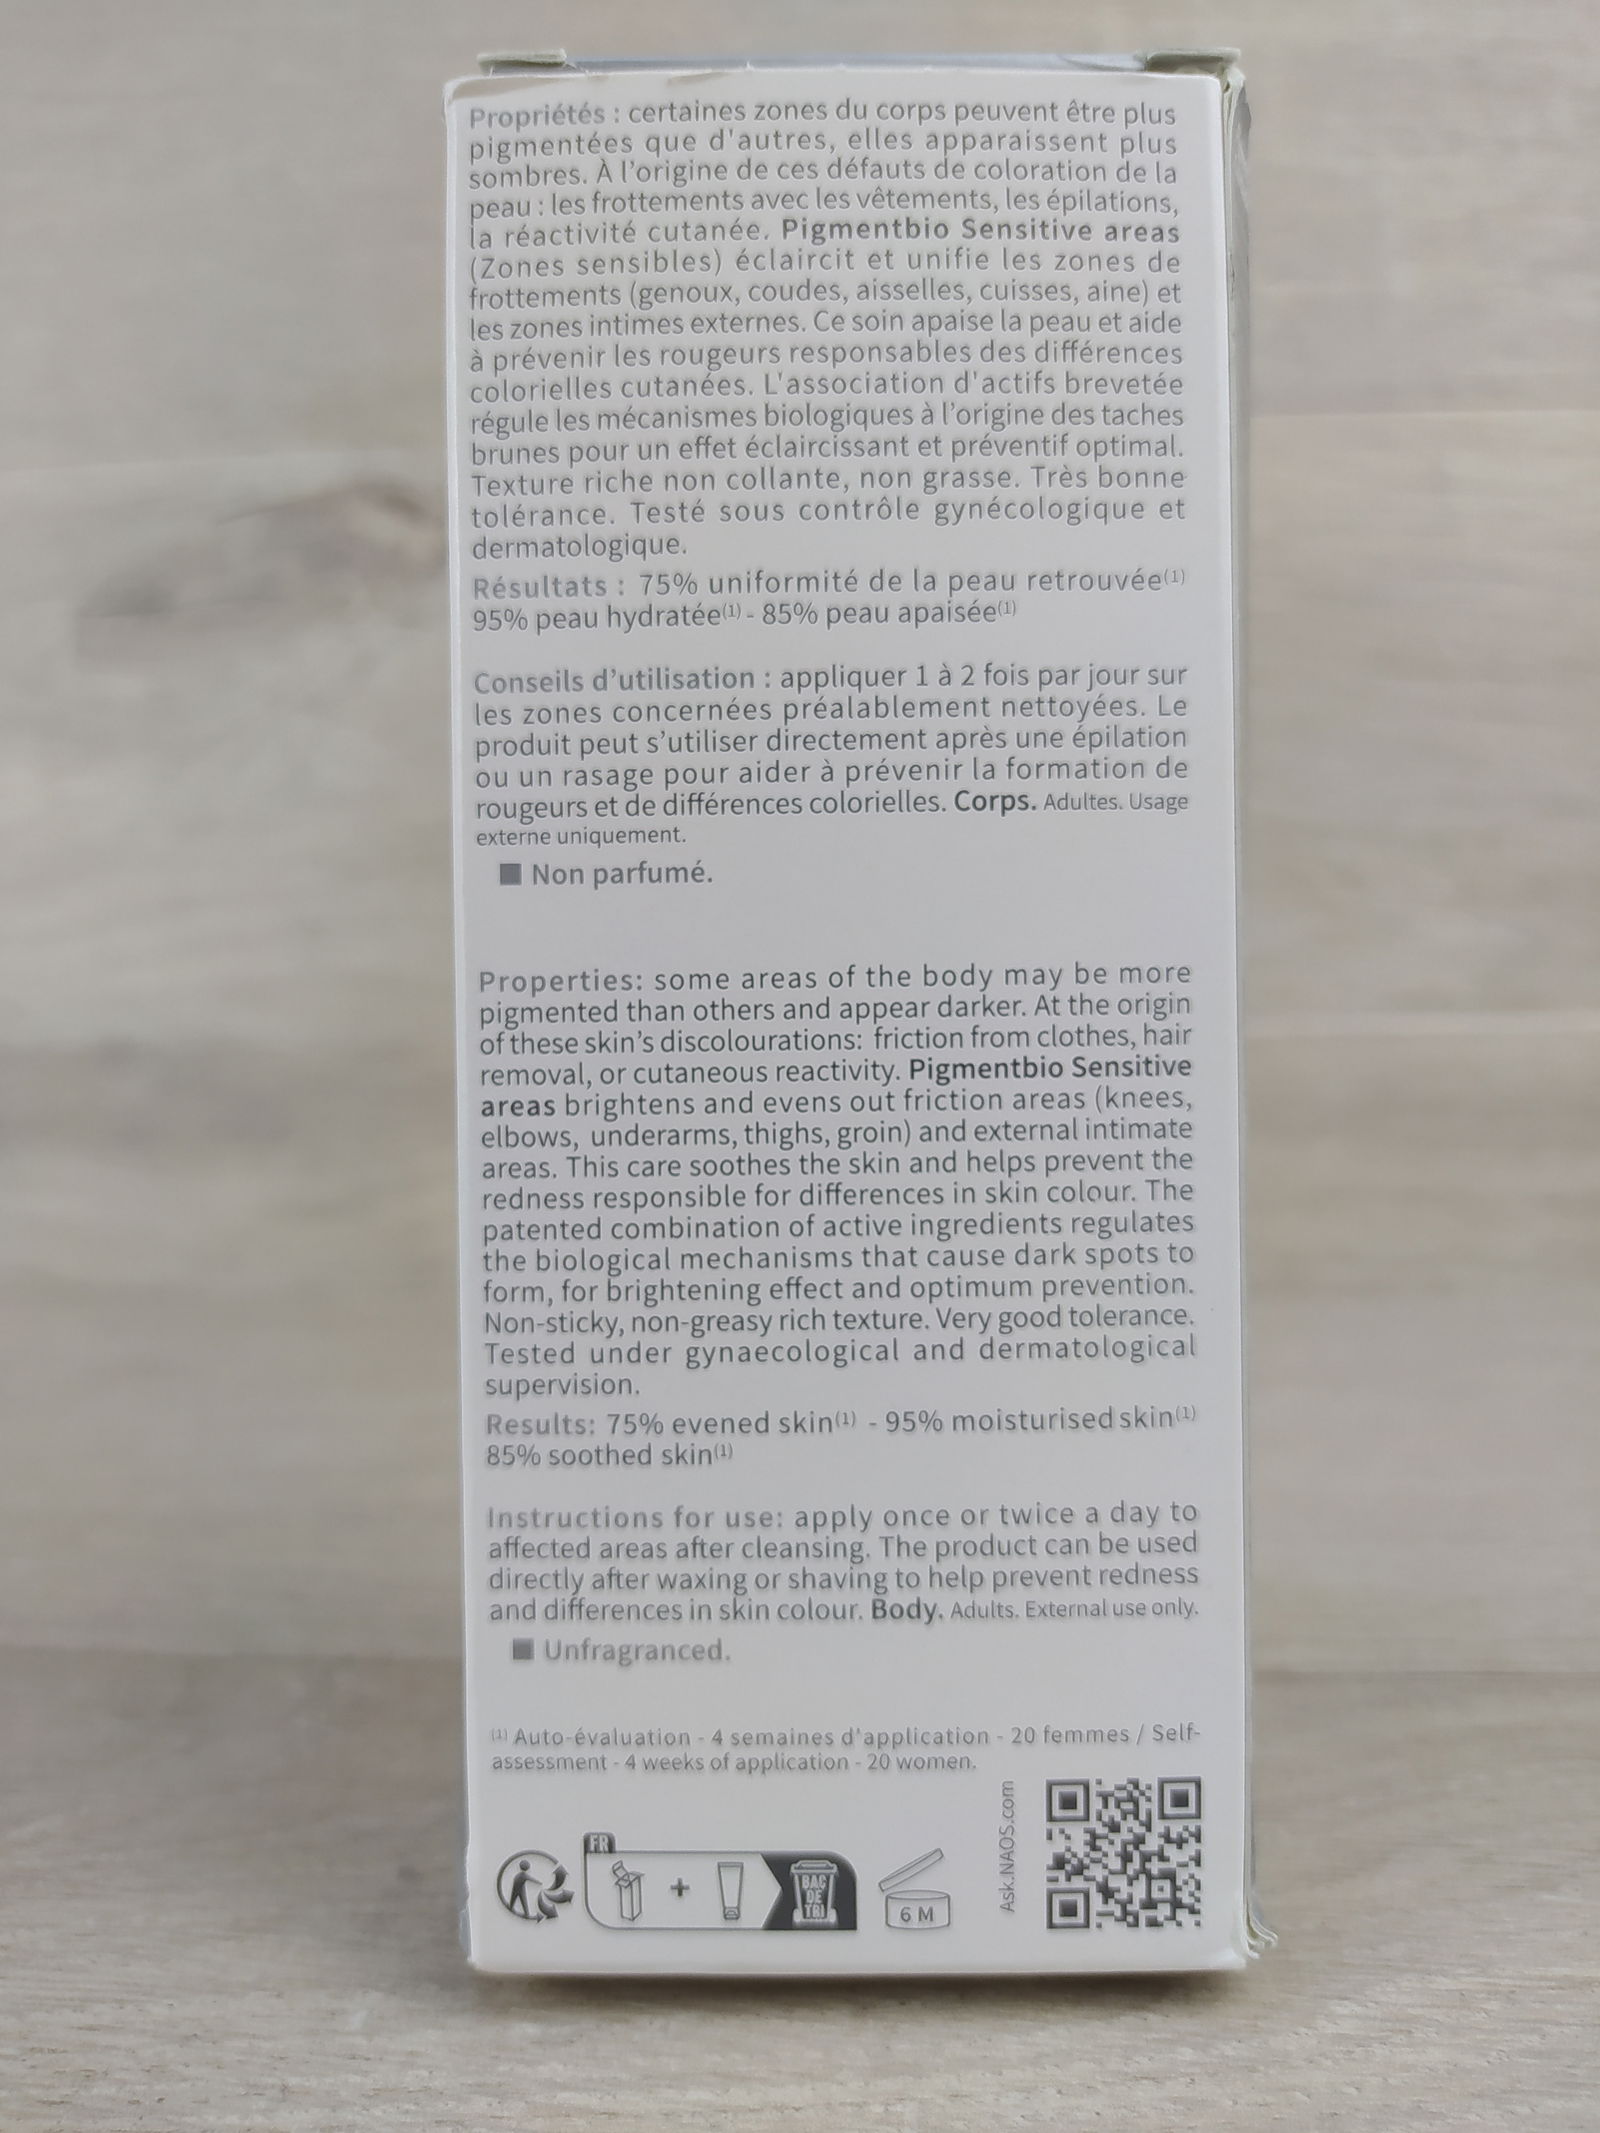 Propriétés : certaines zones du corps peuvent être plus
pigmentées que d'autres, elles apparaissent plus
sombres. À l'origine de ces défauts de coloration de la
peau : les frottements avec les vêtements, les épilations,
la réactivité cutanée. Pigmentbio Sensitive areas
(Zones sensibles) éclaircit et unifie les zones de
frottements (genoux, coudes, aisselles, cuisses, aine) et
les zones intimes externes. Ce soin apaise la peau et aide
à prévenir les rougeurs responsables des différences
colorielles cutanées. L'association d'actifs brevetée
régule les mécanismes biologiques à l'origine des taches
brunes pour un effet éclaircissant et préventif optimal.
Texture riche non collante, non grasse. Très bonne
tolérance. Testé sous contrôle gynécologique et
dermatologique.
Résultats : 75% uniformité de la peau retrouvée(1)
95% peau hydratée(1) - 85% peau apaisée(1)
Conseils d'utilisation : appliquer 1 à 2 fois par jour sur
les zones concernées préalablement nettoyées. Le
produit peut s'utiliser directement après une épilation
ou un rasage pour aider à prévenir la formation de
rougeurs et de différences colorielles. Corps. Adultes. Usage
externe uniquement.
Non parfumé.
Properties: some areas of the body may be more
pigmented than others and appear darker. At the origin
of these skin's discolourations: friction from clothes, hair
removal, or cutaneous reactivity. Pigmentbio Sensitive
areas brightens and evens out friction areas (knees,
elbows, underarms, thighs, groin) and external intimate
areas. This care soothes the skin and helps prevent the
redness responsible for differences in skin colour. The
patented combination of active ingredients regulates
the biological mechanisms that cause dark spots to
form, for brightening effect and optimum prevention.
Non-sticky, non-greasy rich texture. Very good tolerance.
Tested under gynaecological and dermatological
supervision.
Results: 75% evened skin(1) - 95% moisturised skin(1)
85% soothed skin(1)
Instructions for use: apply once or twice a day to
affected areas after cleansing. The product can be used
directly after waxing or shaving to help prevent redness
and differences in skin colour. Body. Adults. External use only.
Unfragranced.
(1) Auto-évaluation - 4 semaines d'application - 20 femmes / Self-
assessment - 4 weeks of application - 20 women.
FR
+
BAC
DE
TRI
6 M
Ask.NAOS.com